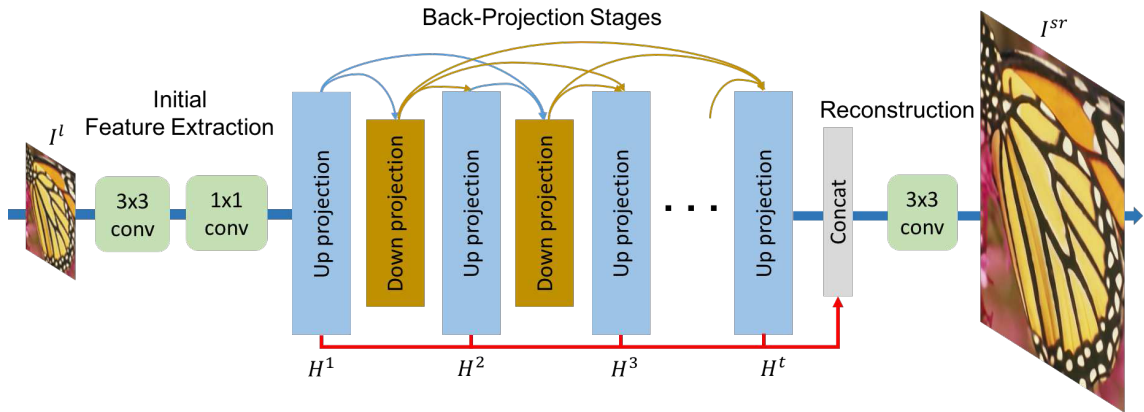 Back-Projection Stages
Initial
Feature Extraction
I^l
3x3
conv
1x1
conv
Up projection
Down projection
Up projection
Down projection
Up projection
. . .
Up projection
Concat
Reconstruction
3x3
conv
I^{sr}
H^1
H^2
H^3
H^t